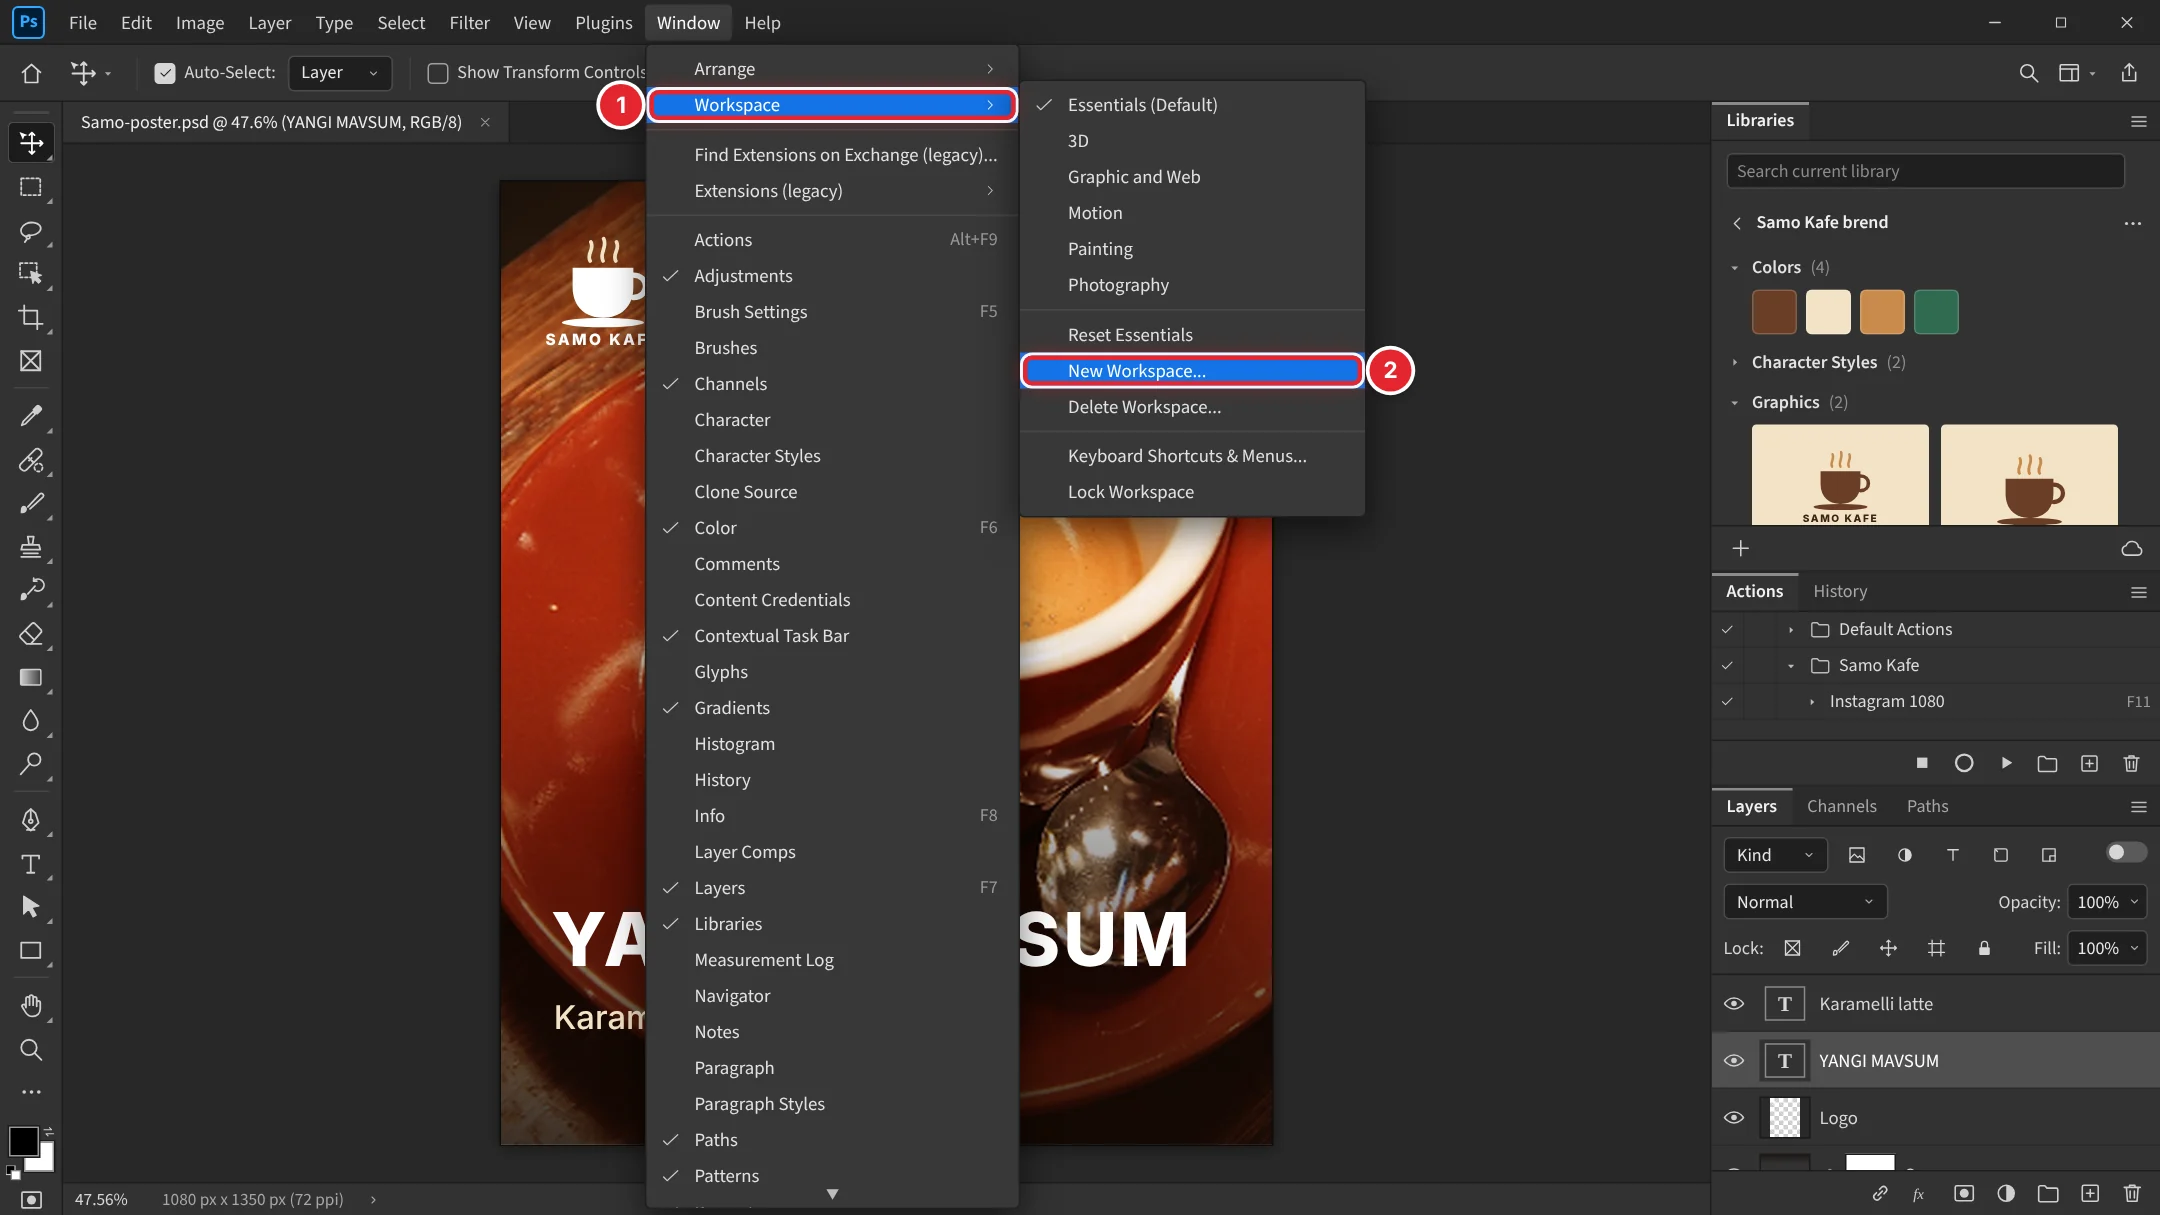 Ps File Edit Image Layer Type Select Filter View Plugins Window Help
Auto-Select: Layer Show Transform Controls
Samo-poster.psd @ 47.6% (YANGI MAVSUM, RGB/8)
SAMO KAF
YA SUM
Karam
47.56% 1080 px x 1350 px (72 ppi)
Arrange
1 Workspace
Find Extensions on Exchange (legacy)...
Extensions (legacy)
Actions Alt+F9
Adjustments
Brush Settings F5
Brushes
Channels
Character
Character Styles
Clone Source
Color F6
Comments
Content Credentials
Contextual Task Bar
Glyphs
Gradients
Histogram
History
Info F8
Layer Comps
Layers F7
Libraries
Measurement Log
Navigator
Notes
Paragraph
Paragraph Styles
Paths
Patterns
Essentials (Default)
3D
Graphic and Web
Motion
Painting
Photography
Reset Essentials
New Workspace... 2
Delete Workspace...
Keyboard Shortcuts & Menus...
Lock Workspace
Libraries
Search current library
Samo Kafe brend
Colors (4)
Character Styles (2)
Graphics (2)
SAMO KAFE
Actions History
Default Actions
Samo Kafe
Instagram 1080 F11
Layers Channels Paths
Kind
Normal Opacity: 100%
Lock: Fill: 100%
T Karamelli latte
T YANGI MAVSUM
Logo
fx